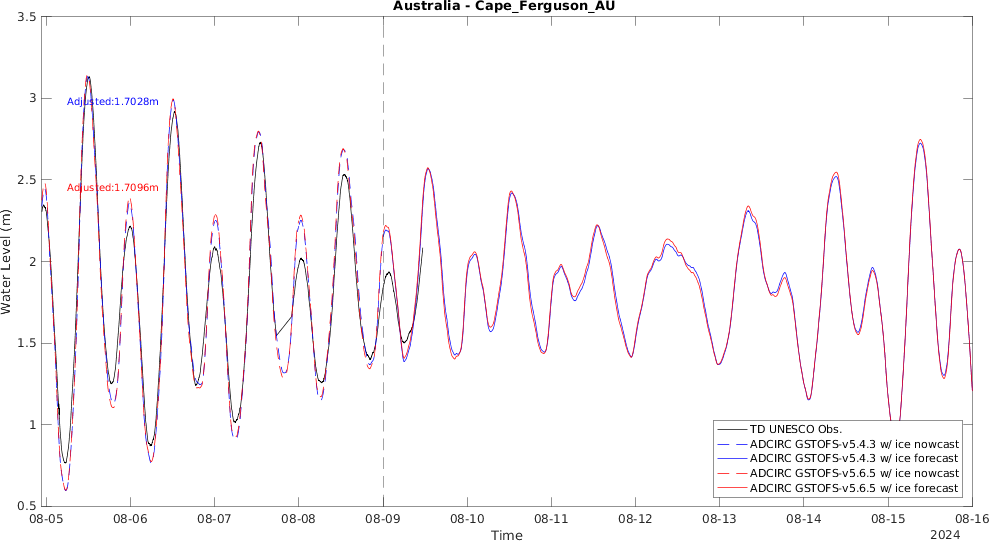 Australia - Cape_Ferguson_AU
Water Level (m)
3.5
3
2.5
2
1.5
1
0.5
Adjusted:1.7028m
Adjusted:1.7096m
TD UNESCO Obs.
ADCIRC GSTOFS-v5.4.3 w/ ice nowcast
ADCIRC GSTOFS-v5.4.3 w/ ice forecast
ADCIRC GSTOFS-v5.6.5 w/ ice nowcast
ADCIRC GSTOFS-v5.6.5 w/ ice forecast
08-05 08-06 08-07 08-08 08-09 08-10 08-11 08-12 08-13 08-14 08-15 08-16
Time
2024